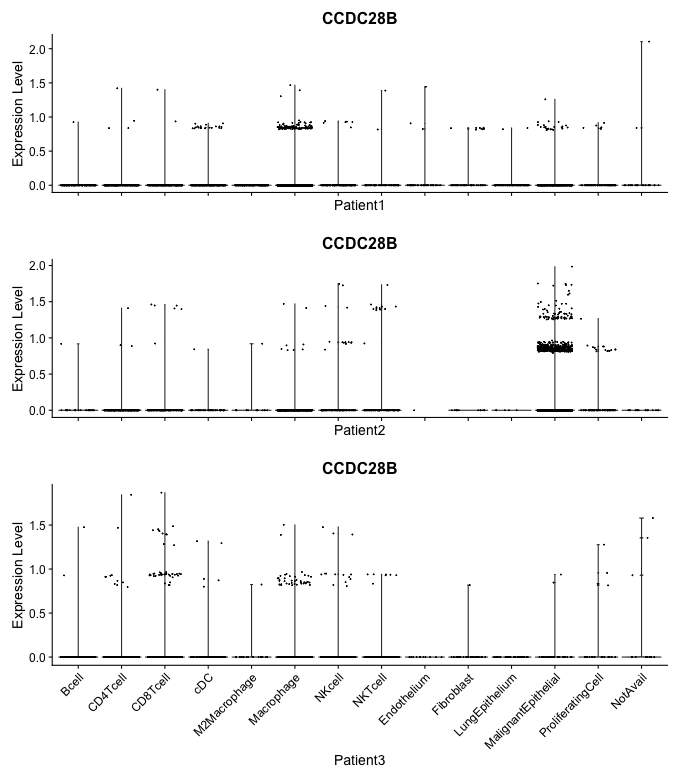 CCDC28B
Expression Level
2.0
1.5
1.0
0.5
0.0
Patient1
CCDC28B
Expression Level
2.0
1.5
1.0
0.5
0.0
Patient2
CCDC28B
Expression Level
1.5
1.0
0.5
0.0
Bcell
CD4Tcell
CD8Tcell
cDC
M2Macrophage
Macrophage
NKcell
NKTcell
Endothelium
Fibroblast
LungEpithelium
MalignantEpithelial
ProliferatingCell
NotAvail
Patient3